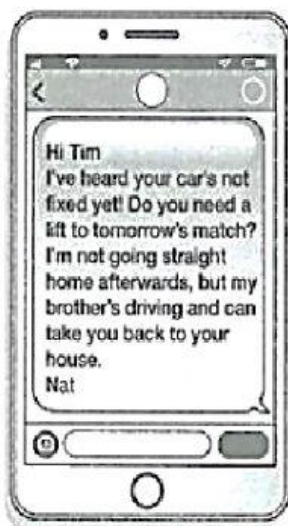 Hi Tim
I've heard your car's not
fixed yet! Do you need a
lift to tomorrow's match?
I'm not going straight
home afterwards, but my
brother's driving and can
take you back to your
house.
Nat